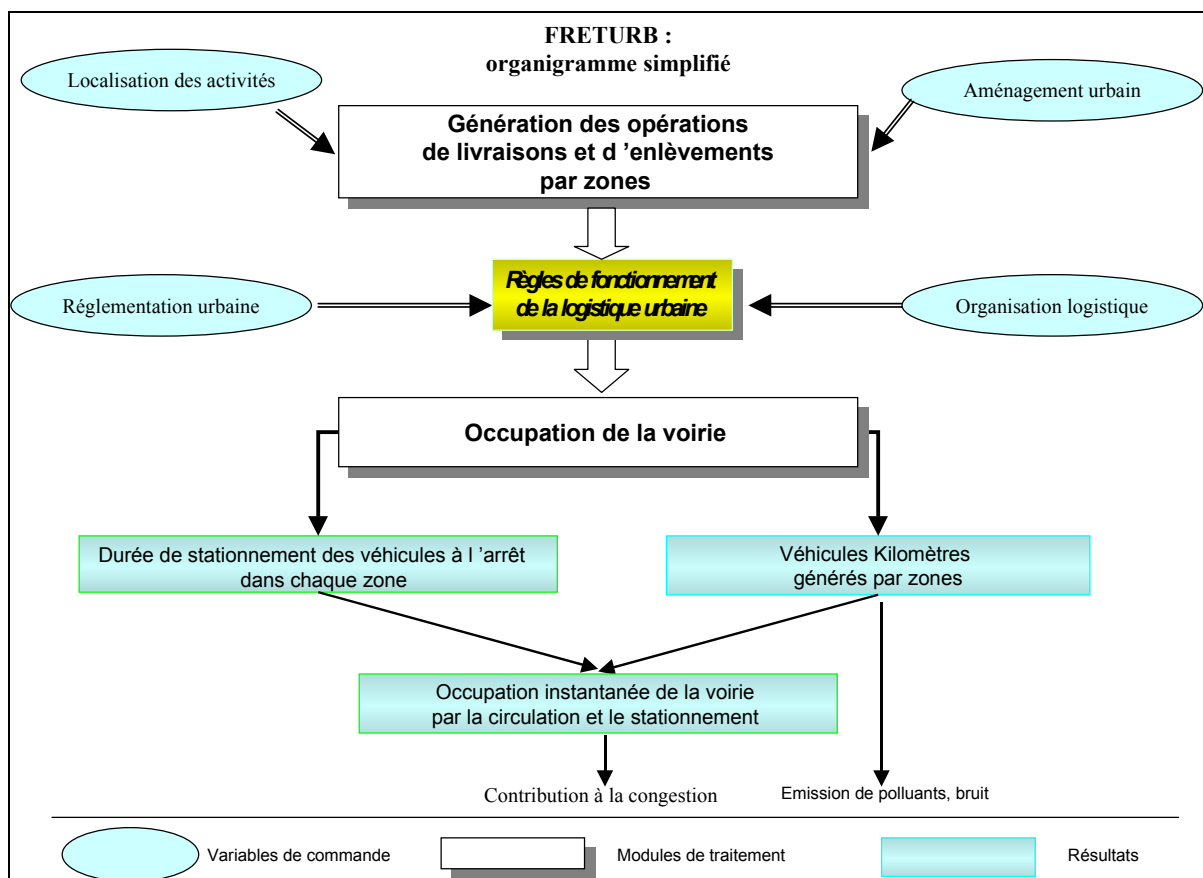 FRETURB :
organigramme simplifié
Localisation des activités
Aménagement urbain
Génération des opérations
de livraisons et d ’enlèvements
par zones
Réglementation urbaine
Règles de fonctionnement
de la logistique urbaine
Organisation logistique
Occupation de la voirie
Durée de stationnement des véhicules à l ’arrêt
dans chaque zone
Véhicules Kilomètres
générés par zones
Occupation instantanée de la voirie
par la circulation et le stationnement
Contribution à la congestion
Emission de polluants, bruit
Variables de commande
Modules de traitement
Résultats